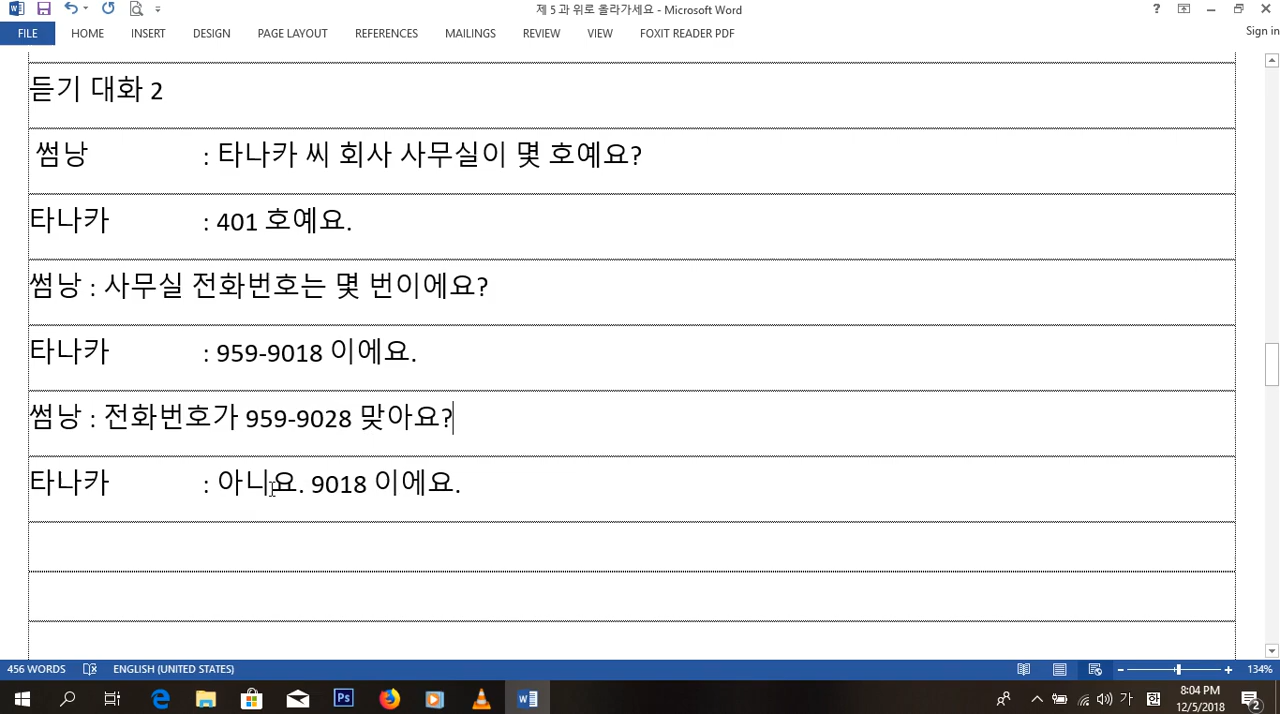 제 5 과 위로 올라가세요 - Microsoft Word
?
Sign in
FILE HOME INSERT DESIGN PAGE LAYOUT REFERENCES MAILINGS REVIEW VIEW FOXIT READER PDF
듣기 대화 2
썸낭 : 타나카 씨 회사 사무실이 몇 호예요?
타나카 : 401 호예요.
썸낭 : 사무실 전화번호는 몇 번이에요?
타나카 : 959-9018 이에요.
썸낭 : 전화번호가 959-9028 맞아요?
타나카 : 아니요. 9018 이에요.
456 WORDS ENGLISH (UNITED STATES) 134%
가 한 8:04 PM
12/5/2018 2